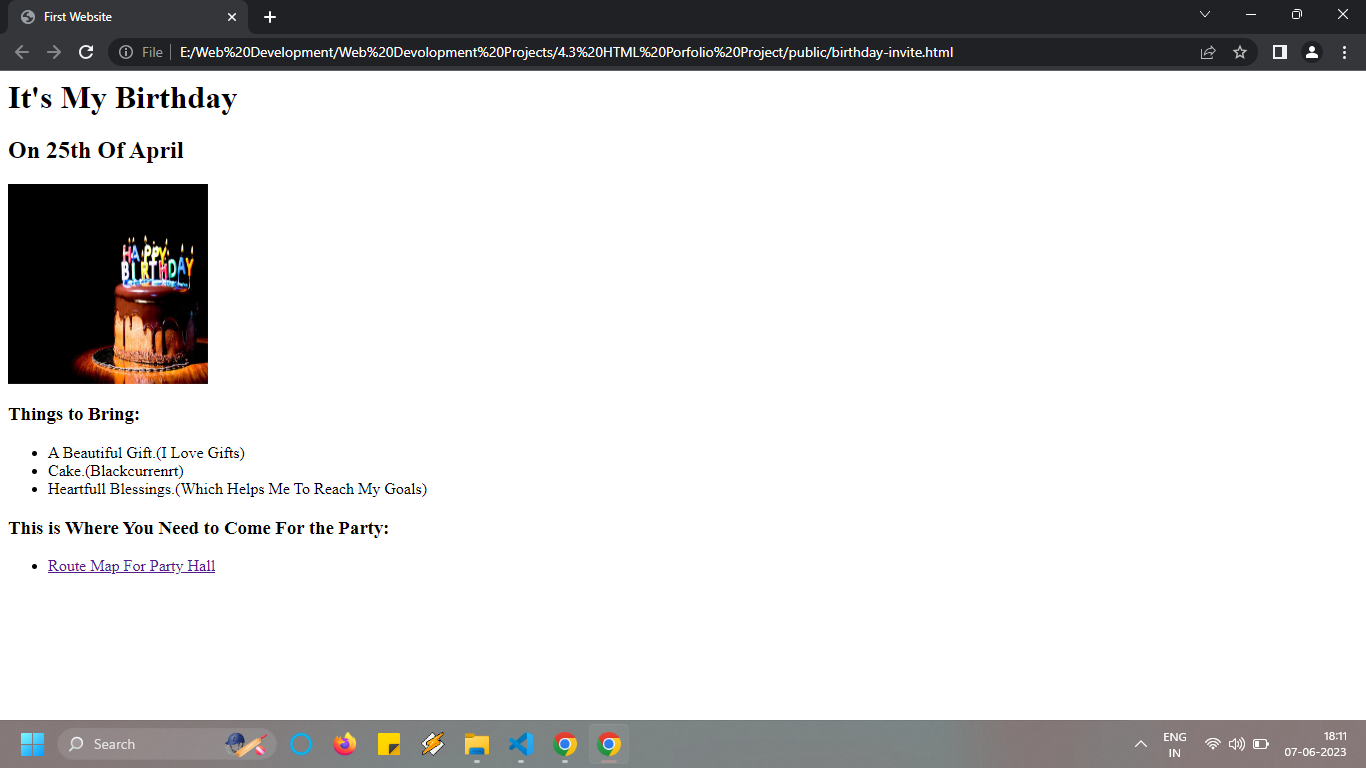 First Website
File
E:/Web%20Development/Web%20Devolopment%20Projects/4.3%20HTML%20Porfolio%20Project/public/birthday-invite.html
It's My Birthday
On 25th Of April
HAPPY
BIRTHDAY
Things to Bring:
A Beautiful Gift.(I Love Gifts)
Cake.(Blackcurrenrt)
Heartfull Blessings.(Which Helps Me To Reach My Goals)
This is Where You Need to Come For the Party:
Route Map For Party Hall
Search
ENG
IN
18:11
07-06-2023